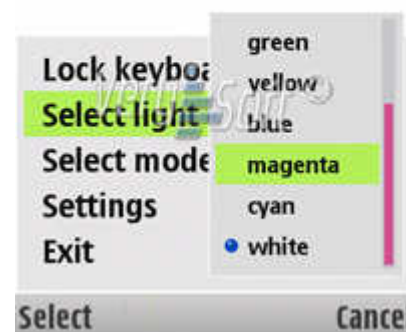 Lock keyboa
Select light
Select mode
Settings
Exit
green
yellow
blue
magenta
cyan
white
Select
Cance